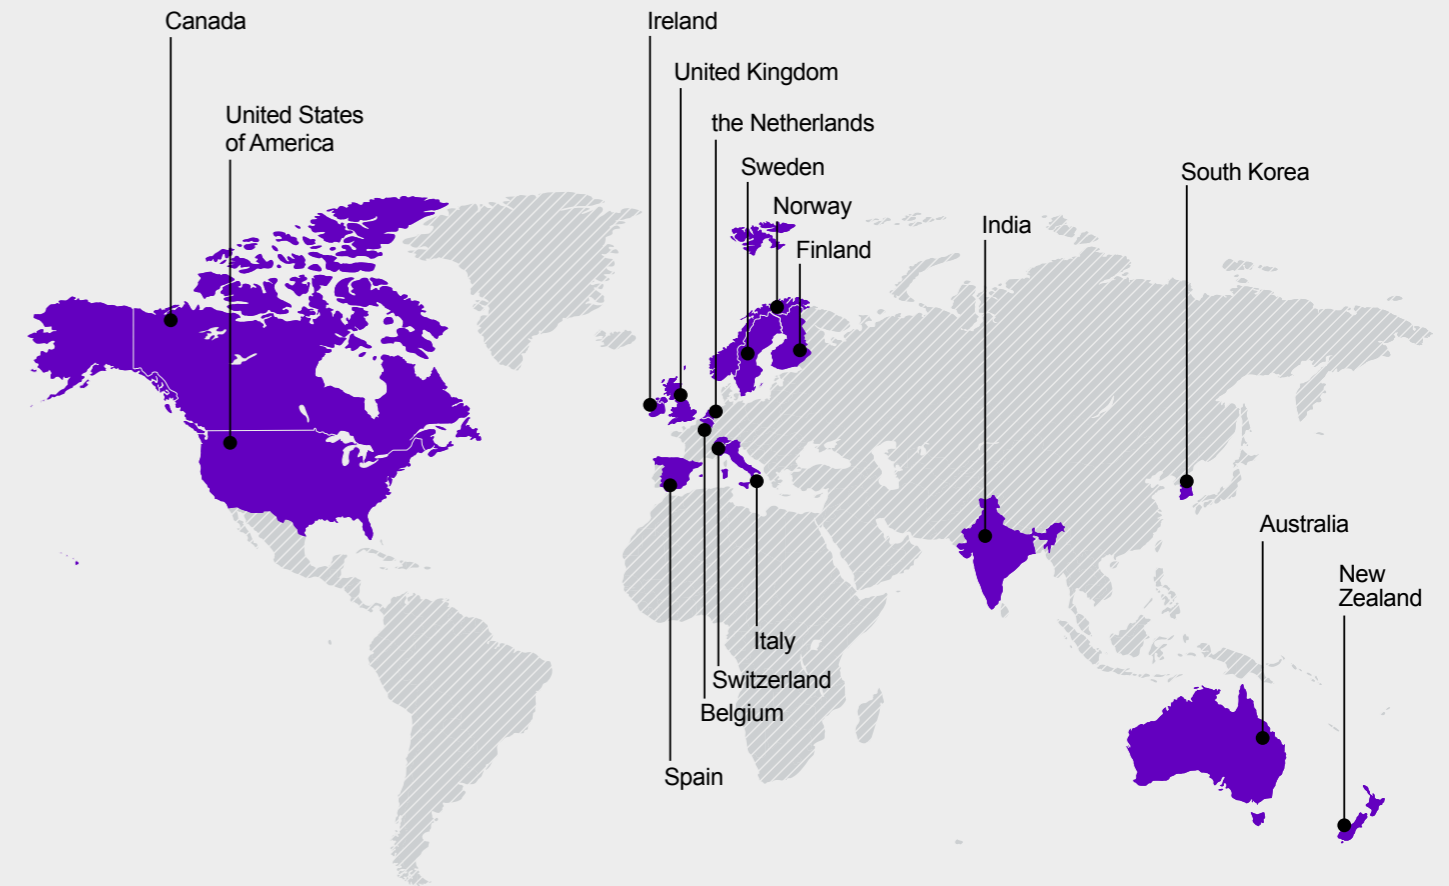 Canada
Ireland
United Kingdom
United States
of America
the Netherlands
Sweden
South Korea
Norway
India
Finland
Australia
New
Zealand
Italy
Switzerland
Belgium
Spain